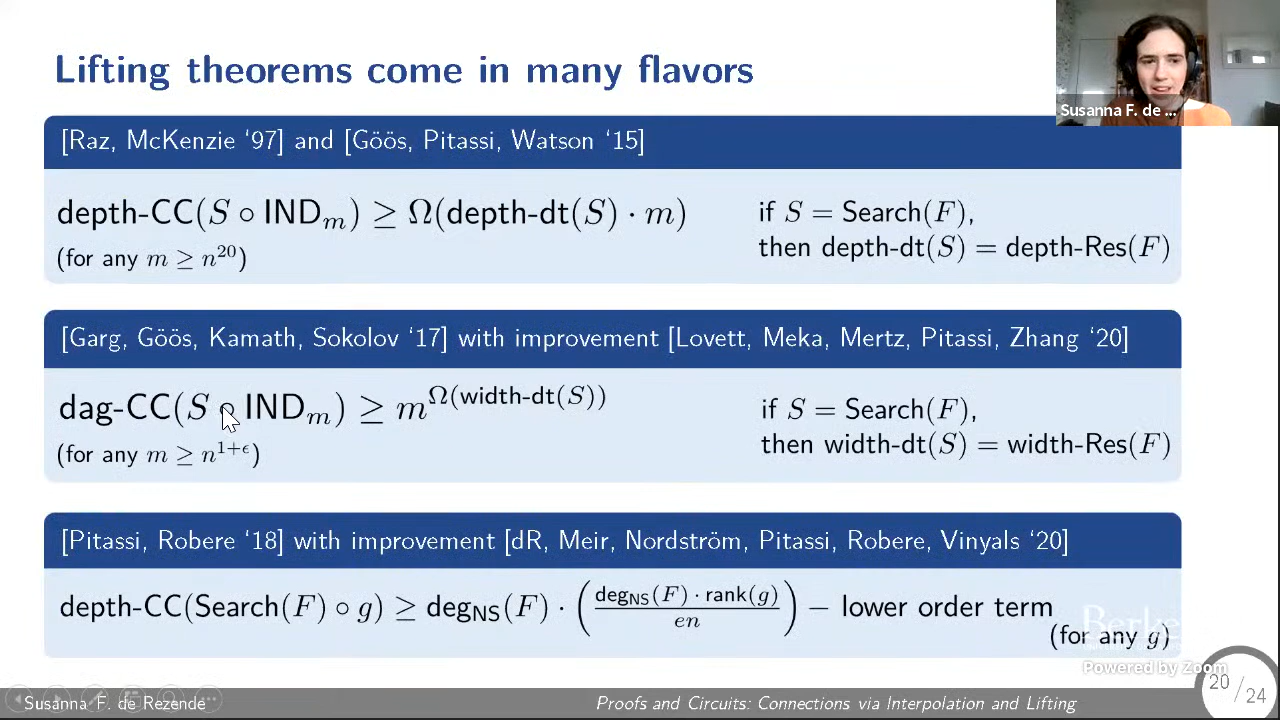 Lifting theorems come in many flavors
Susanna F. de ...
[Raz, McKenzie ‘97] and [Göös, Pitassi, Watson ‘15]
depth-CC(S ∘ IND_m) ≥ Ω(depth-dt(S) · m)
(for any m ≥ n^{20})
if S = Search(F),
then depth-dt(S) = depth-Res(F)
[Garg, Göös, Kamath, Sokolov ‘17] with improvement [Lovett, Meka, Mertz, Pitassi, Zhang ‘20]
dag-CC(S ∘ IND_m) ≥ m^{Ω(width-dt(S))}
(for any m ≥ n^{1+ϵ})
if S = Search(F),
then width-dt(S) = width-Res(F)
[Pitassi, Robere ‘18] with improvement [dR, Meir, Nordström, Pitassi, Robere, Vinyals ‘20]
depth-CC(Search(F) ∘ g) ≥ deg_{NS}(F) · (deg_{NS}(F) · rank(g) / en) − lower order term
(for any g)
Powered by Zoom
Susanna F. de Rezende
Proofs and Circuits: Connections via Interpolation and Lifting
20/24